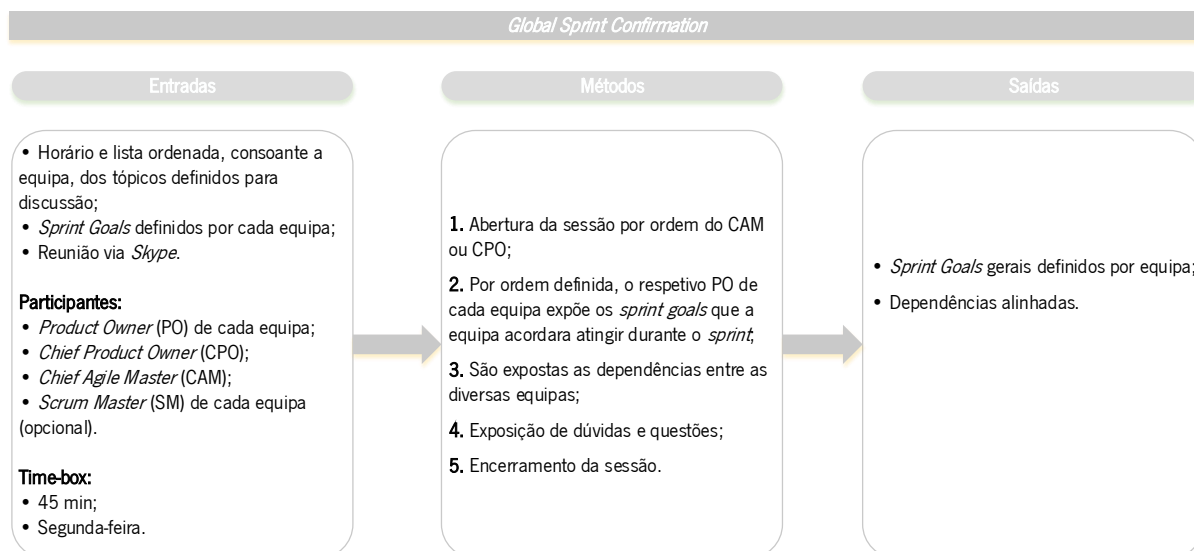 Global Sprint Confirmation
Entradas
Métodos
Saídas
• Horário e lista ordenada, consoante a
equipa, dos tópicos definidos para
discussão;
• Sprint Goals definidos por cada equipa;
• Reunião via Skype.
Participantes:
• Product Owner (PO) de cada equipa;
• Chief Product Owner (CPO);
• Chief Agile Master (CAM);
• Scrum Master (SM) de cada equipa
(opcional).
Time-box:
• 45 min;
• Segunda-feira.
1. Abertura da sessão por ordem do CAM
ou CPO;
2. Por ordem definida, o respetivo PO de
cada equipa expõe os sprint goals que a
equipa acordara atingir durante o sprint;
3. São expostas as dependências entre as
diversas equipas;
4. Exposição de dúvidas e questões;
5. Encerramento da sessão.
• Sprint Goals gerais definidos por equipa;
• Dependências alinhadas.